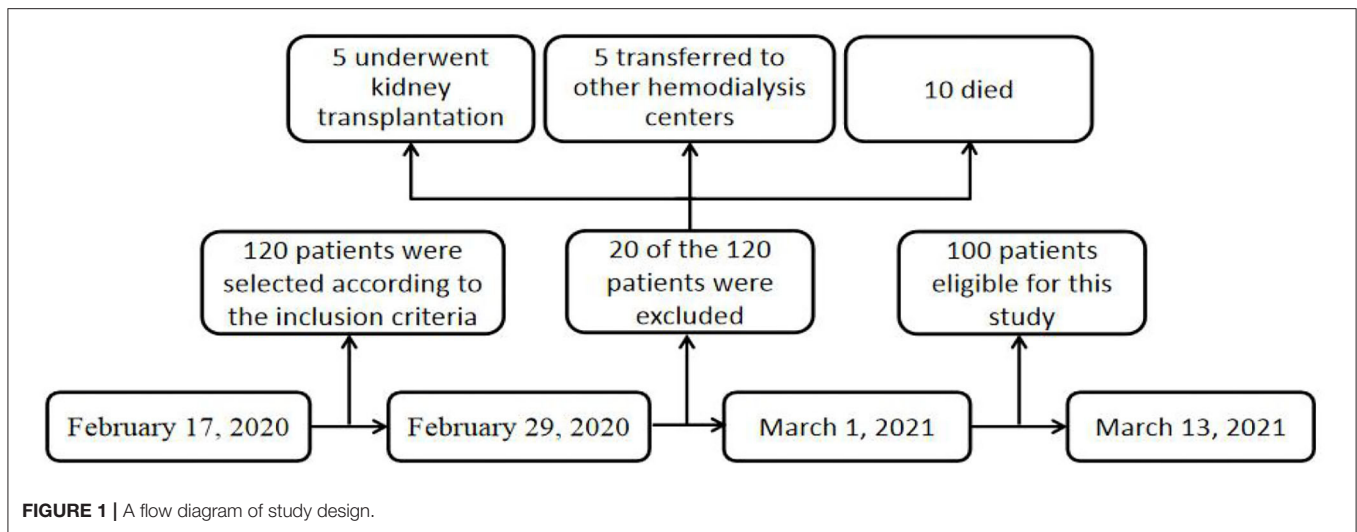 5 underwent
kidney
transplantation
5 transferred to
other hemodialysis
centers
10 died
120 patients were
selected according to
the inclusion criteria
20 of the 120
patients were
excluded
100 patients
eligible for this
study
February 17, 2020
February 29, 2020
March 1, 2021
March 13, 2021
FIGURE 1 | A flow diagram of study design.